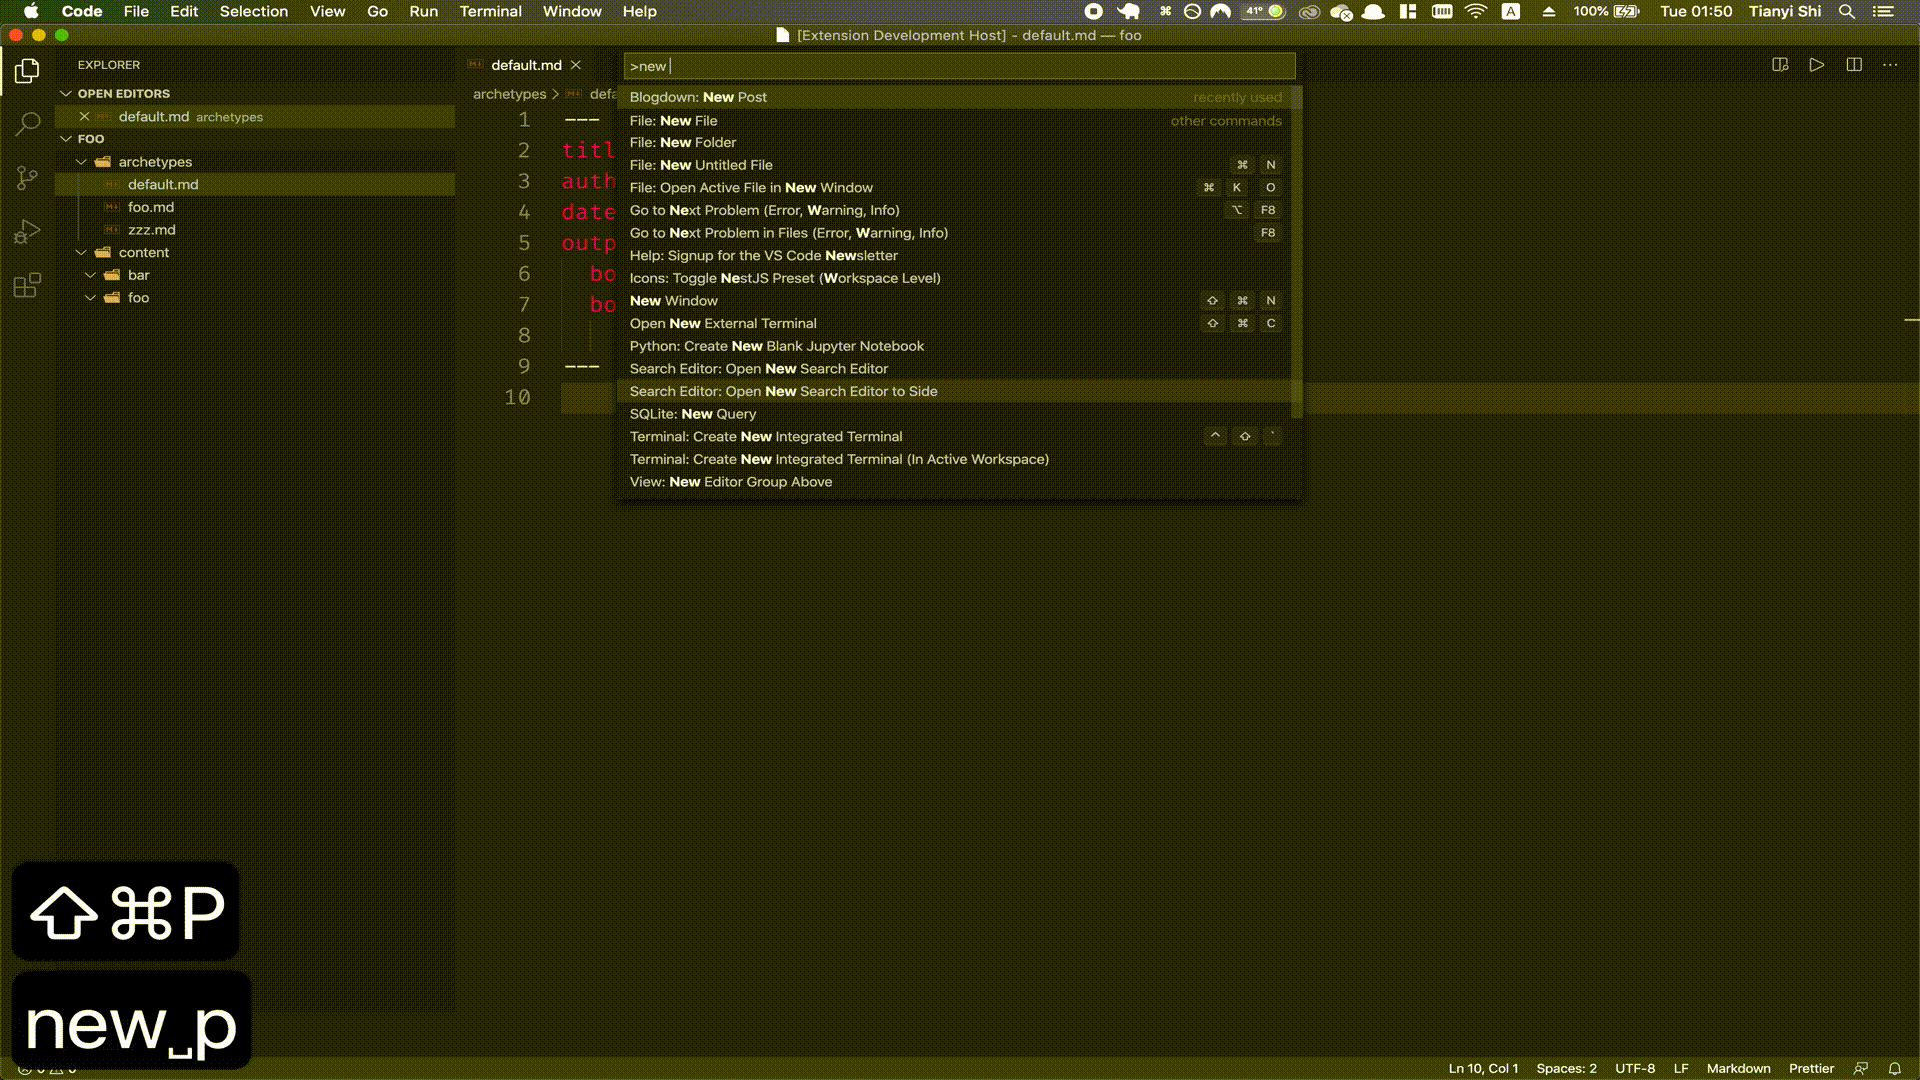 Code File Edit Selection View Go Run Terminal Window Help 41° A 100% Tue 01:50 Tianyi Shi
[Extension Development Host] - default.md — foo
EXPLORER
OPEN EDITORS
default.md archetypes
FOO
archetypes
default.md
foo.md
zzz.md
content
bar
foo
default.md
archetypes > defa
1 ---
2 titl
3 auth
4 date
5 outp
6 bo
7 bo
8
9 ---
10
>new
Blogdown: New Post recently used
File: New File other commands
File: New Folder
File: New Untitled File ⌘ N
File: Open Active File in New Window ⌘ K O
Go to Next Problem (Error, Warning, Info) ⌥ F8
Go to Next Problem in Files (Error, Warning, Info) F8
Help: Signup for the VS Code Newsletter
Icons: Toggle NestJS Preset (Workspace Level)
New Window ⇧ ⌘ N
Open New External Terminal ⇧ ⌘ C
Python: Create New Blank Jupyter Notebook
Search Editor: Open New Search Editor
Search Editor: Open New Search Editor to Side
SQLite: New Query
Terminal: Create New Integrated Terminal ^ ⇧ `
Terminal: Create New Integrated Terminal (In Active Workspace)
View: New Editor Group Above
⇧⌘P
new␣p
Ln 10, Col 1 Spaces: 2 UTF-8 LF Markdown Prettier